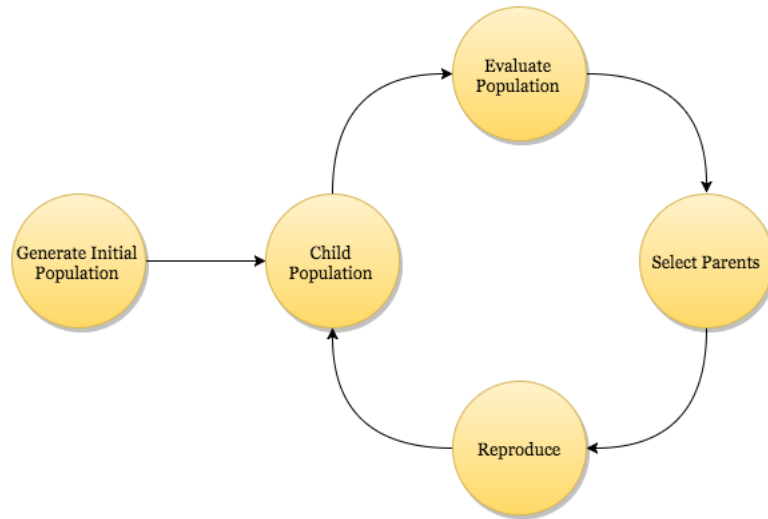 Evaluate
Population
Generate Initial
Population
Child
Population
Select Parents
Reproduce